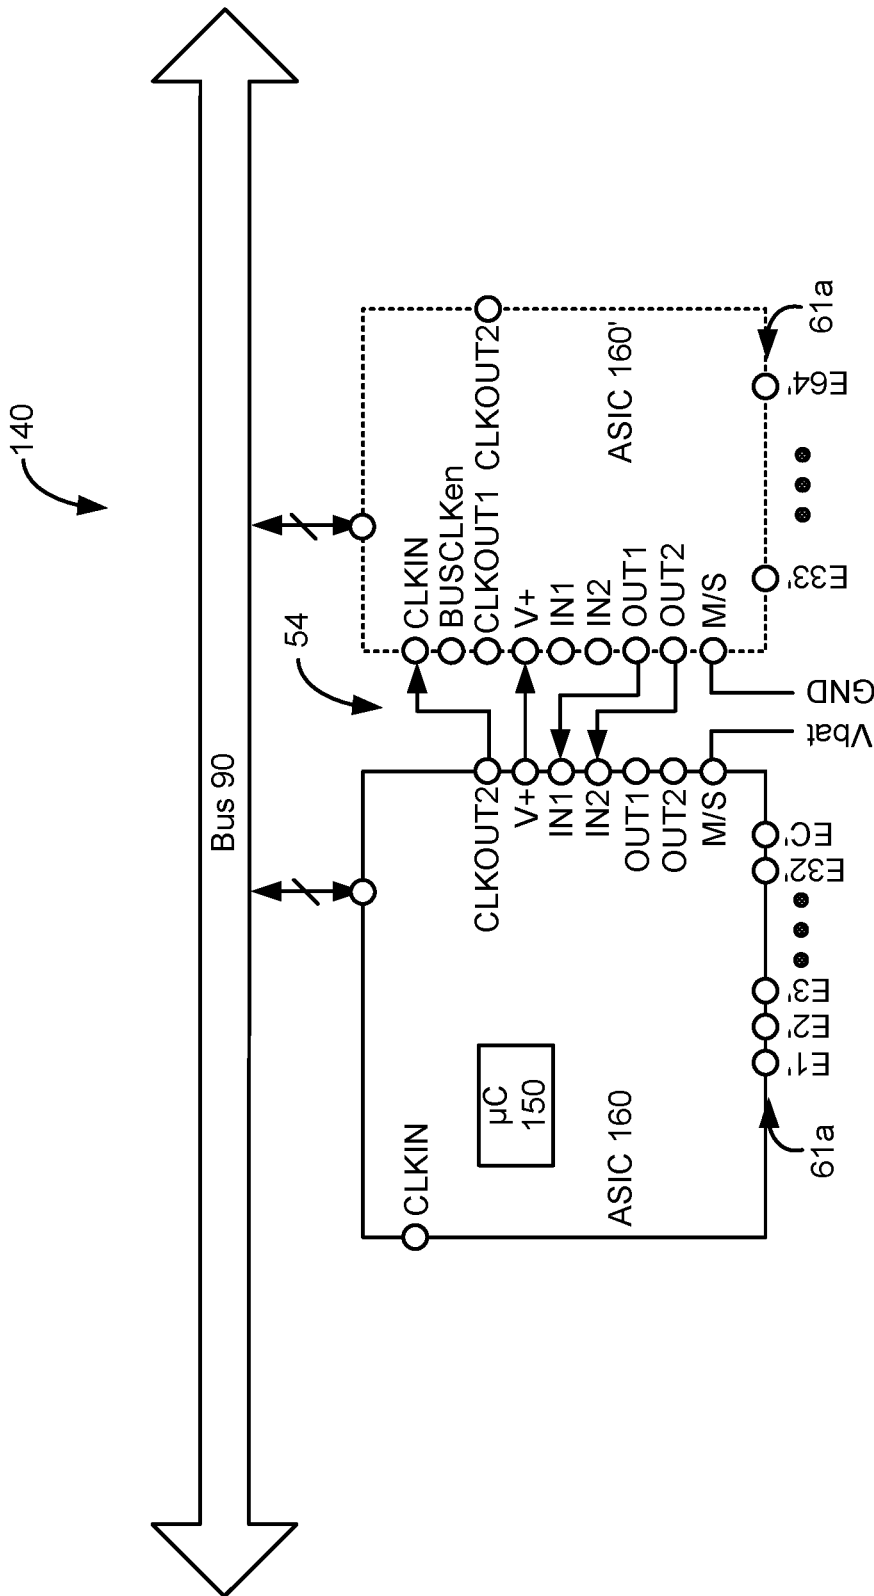 140
Bus 90
54
CLKIN
µC
150
ASIC 160
CLKOUT2
V+
IN1
IN2
OUT1
OUT2
M/S
E1'
E2'
E3'
E32'
EC'
61a
Vbat
GND
CLKIN
BUSCLKen
CLKOUT1
CLKOUT2
V+
IN1
IN2
OUT1
OUT2
M/S
ASIC 160'
E33'
E64'
61a